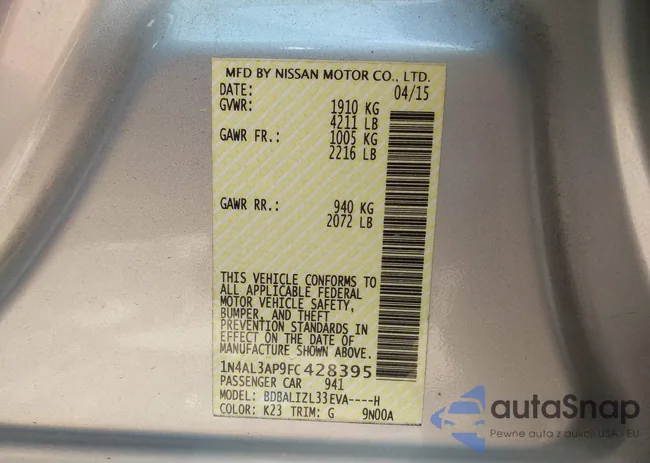 MFD BY NISSAN MOTOR CO., LTD.
DATE: 04/15
GVWR: 1910 KG
4211 LB
GAWR FR.: 1005 KG
2216 LB
GAWR RR.: 940 KG
2072 LB
THIS VEHICLE CONFORMS TO
ALL APPLICABLE FEDERAL
MOTOR VEHICLE SAFETY,
BUMPER, AND THEFT
PREVENTION STANDARDS IN
EFFECT ON THE DATE OF
MANUFACTURE SHOWN ABOVE.
1N4AL3AP9FC428395
PASSENGER CAR 941
MODEL: BDBALIZL33EVA----H
COLOR: K23 TRIM: G 9N00A
autaSnap
Pewne auta z aukcji USA - EU